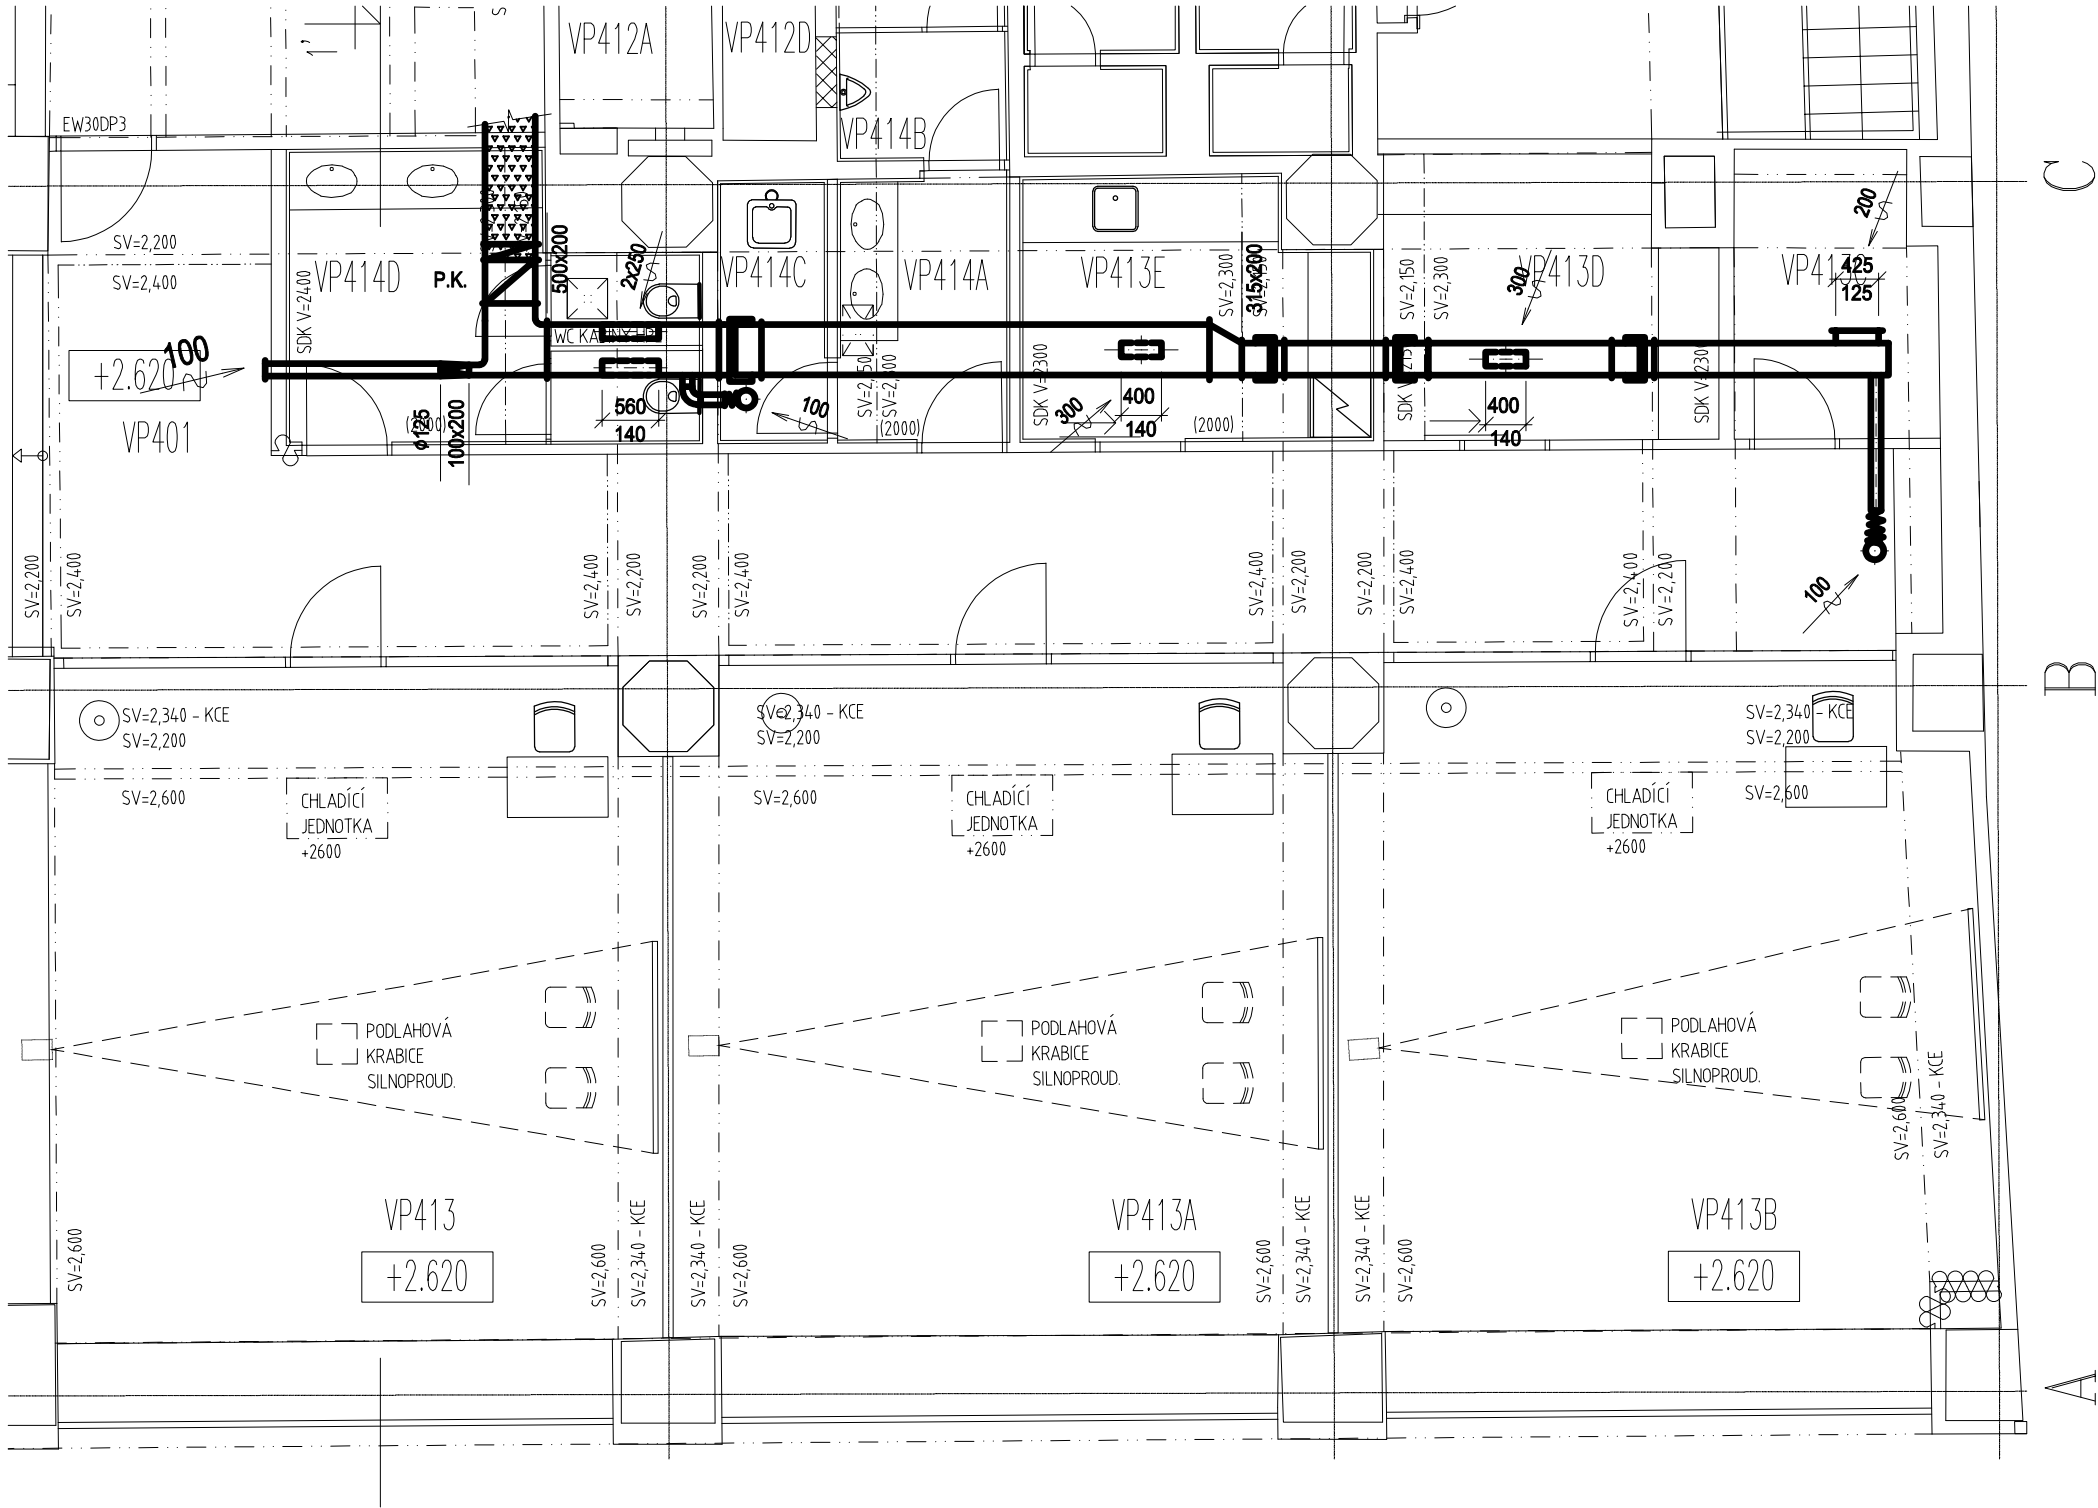 VP412A
VP412D
1'
EW30DP3
VP414B
C
SV=2,200
SV=2,400
VP414D
SDK V=2400
P.K.
500x200
2x250
VP414C
VP414A
VP413E
SV=2,300
315x200
SV=2,150
SV=2,300
300
VP413D
200
425
125
+2.620
100
VP401
(2000)
φ125
100x200
560
140
100
(2000)
SDK V=2300
300
400
140
(2000)
400
140
SDK V=2300
SV=2,200
SV=2,400
SV=2,400
SV=2,200
SV=2,200
SV=2,400
SV=2,400
SV=2,200
SV=2,200
SV=2,400
SV=2,400
SV=2,200
100
B
SV=2,340 - KCE
SV=2,200
SV=2,600
CHLADÍCÍ
JEDNOTKA
+2600
SV=2,340 - KCE
SV=2,200
SV=2,600
CHLADÍCÍ
JEDNOTKA
+2600
SV=2,340 - KCE
SV=2,200
SV=2,600
CHLADÍCÍ
JEDNOTKA
+2600
PODLAHOVÁ
KRABICE
SILNOPROUD.
PODLAHOVÁ
KRABICE
SILNOPROUD.
PODLAHOVÁ
KRABICE
SILNOPROUD.
SV=2,600
SV=2,340 - KCE
VP413
+2.620
VP413A
+2.620
VP413B
+2.620
SV=2,600
SV=2,600
SV=2,340 - KCE
SV=2,340 - KCE
SV=2,600
SV=2,600
SV=2,340 - KCE
SV=2,340 - KCE
SV=2,600
A